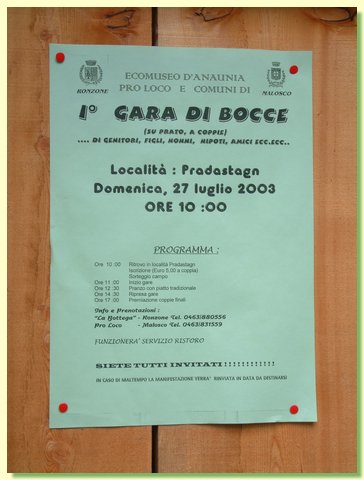 ECOMUSEO D'ANAUNIA
PRO LOCO E COMUNI DI
RONZONE
MALOSCO
1° GARA DI BOCCE
(SU PRATO, A COPPIE)
.... DI GENITORI, FIGLI, NONNI, NIPOTI, AMICI ECC.ECC..
Località : Pradastagn
Domenica, 27 luglio 2003
ORE 10 :00
PROGRAMMA :
Ore 10 :00 Ritrovo in località Pradastagn
Iscrizione (Euro 5,00 a coppia)
Sorteggio campo
Ore 11:00 Inizio gare
Ore 12:30 Pranzo con piatto tradizionale
Ore 14:30 Ripresa gare
Ore 17:00 Premiazione coppie finali
Info e Prenotazioni :
"La Bottega" - Ronzone Tel. 0463\880556
Pro Loco - Malosco Tel. 0463\831559
FUNZIONERA' SERVIZIO RISTORO
SIETE TUTTI INVITATI !!!!!!!!!!!!!
IN CASO DI MALTEMPO LA MANIFESTAZIONE VERRA' RINVIATA IN DATA DA DESTINARSI